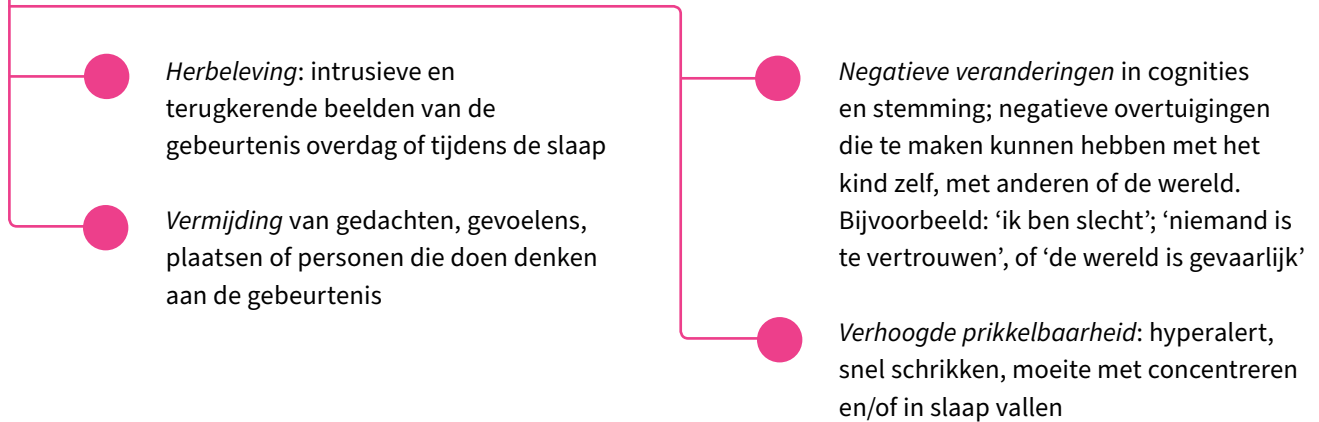 Herbeleving: intrusieve en
terugkerende beelden van de
gebeurtenis overdag of tijdens de slaap
Vermijding van gedachten, gevoelens,
plaatsen of personen die doen denken
aan de gebeurtenis
Negatieve veranderingen in cognities
en stemming; negatieve overtuigingen
die te maken kunnen hebben met het
kind zelf, met anderen of de wereld.
Bijvoorbeeld: ‘ik ben slecht’; ‘niemand is
te vertrouwen’, of ‘de wereld is gevaarlijk’
Verhoogde prikkelbaarheid: hyperalert,
snel schrikken, moeite met concentreren
en/of in slaap vallen